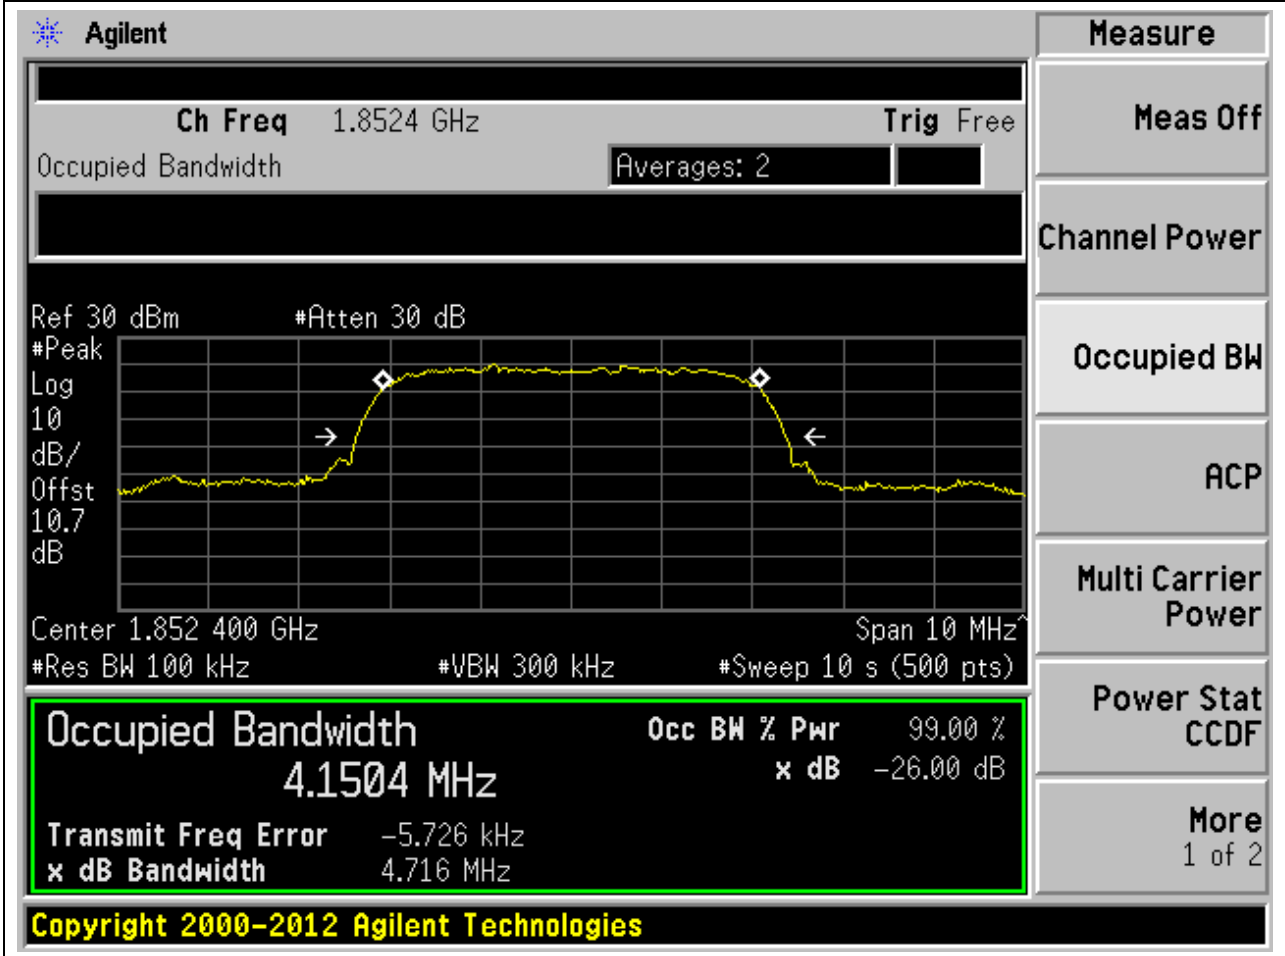 Agilent
Measure
Ch Freq 1.8524 GHz Trig Free
Occupied Bandwidth Averages: 2
Meas Off
Channel Power
Occupied BW
ACP
Multi Carrier
Power
Power Stat
CCDF
More
1 of 2
Ref 30 dBm #Atten 30 dB
#Peak
Log
10
dB/
Offst
10.7
dB
Center 1.852 400 GHz Span 10 MHz^
#Res BW 100 kHz #VBW 300 kHz #Sweep 10 s (500 pts)
Occupied Bandwidth Occ BW % Pwr 99.00 %
4.1504 MHz x dB -26.00 dB
Transmit Freq Error -5.726 kHz
x dB Bandwidth 4.716 MHz
Copyright 2000-2012 Agilent Technologies